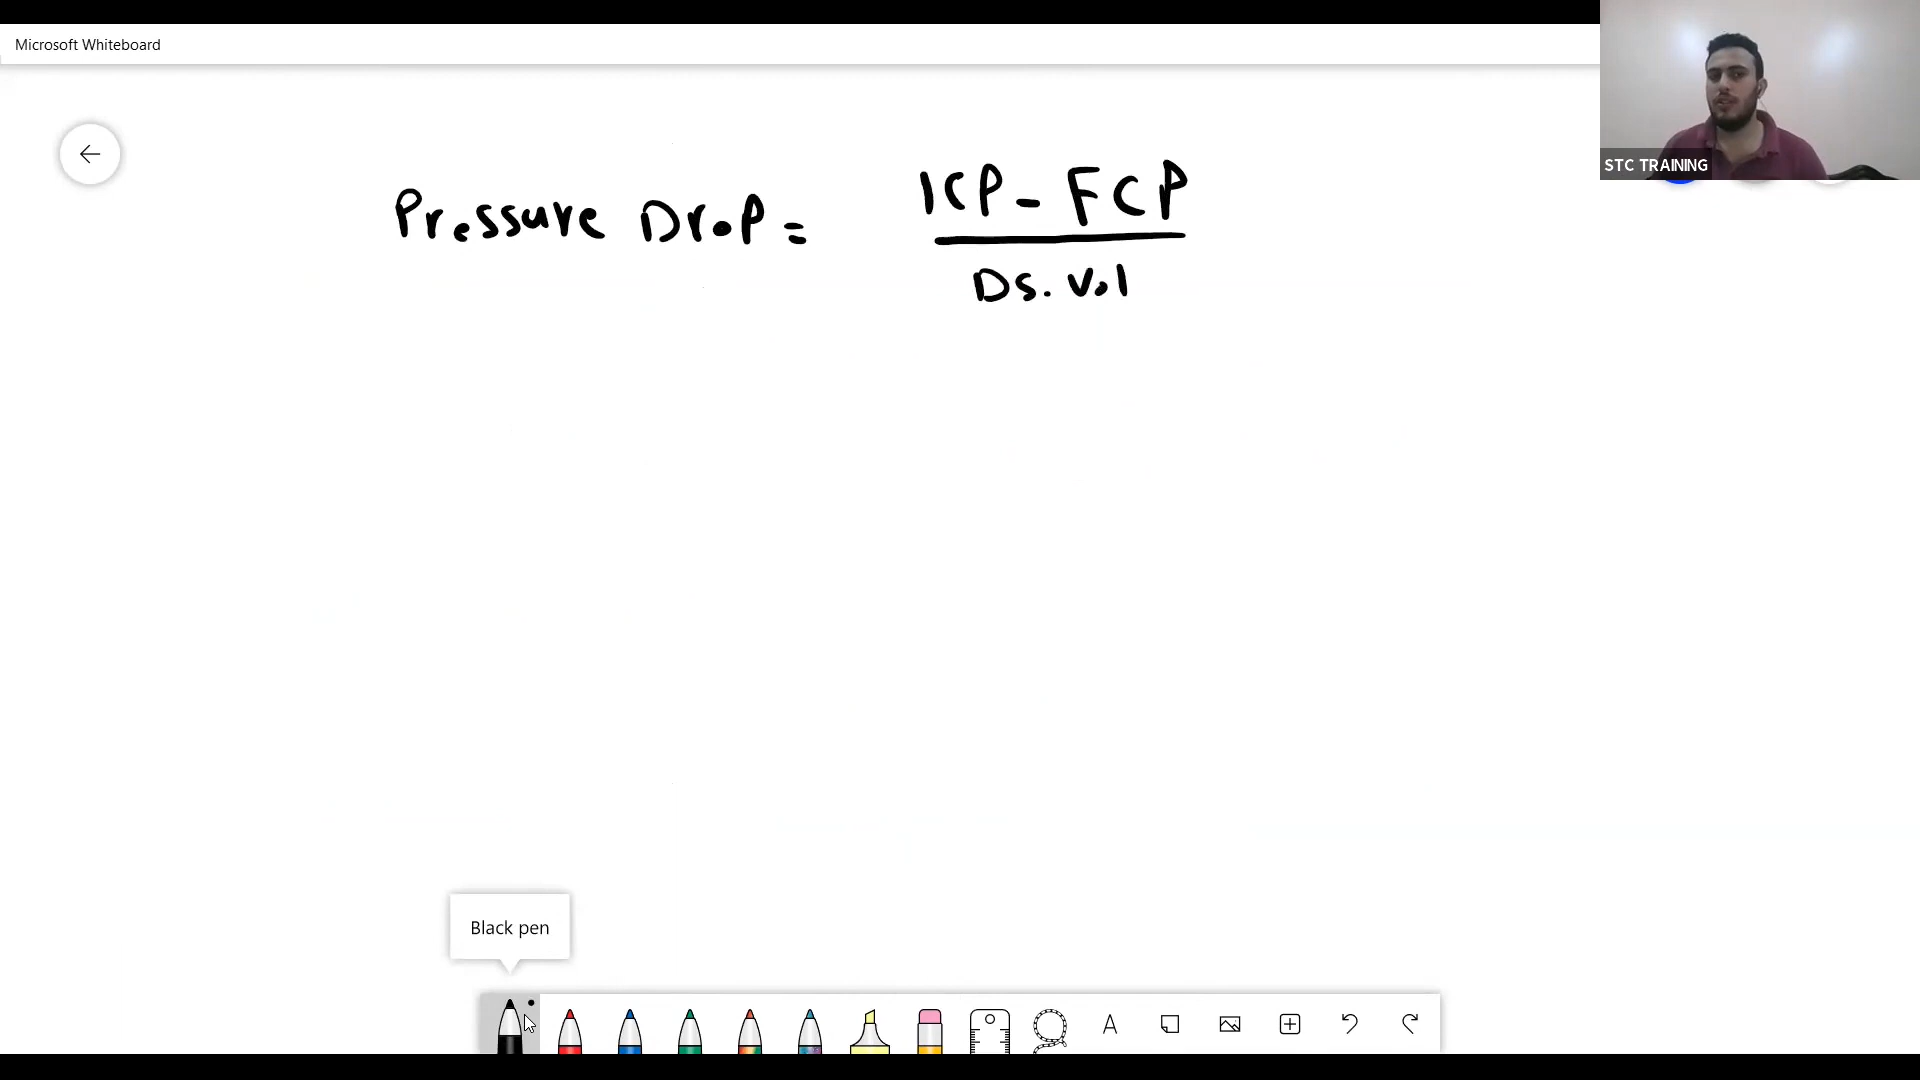 Microsoft Whiteboard
STC TRAINING
Pressure Drop = ICP - FCP
Ds. Vol
Black pen